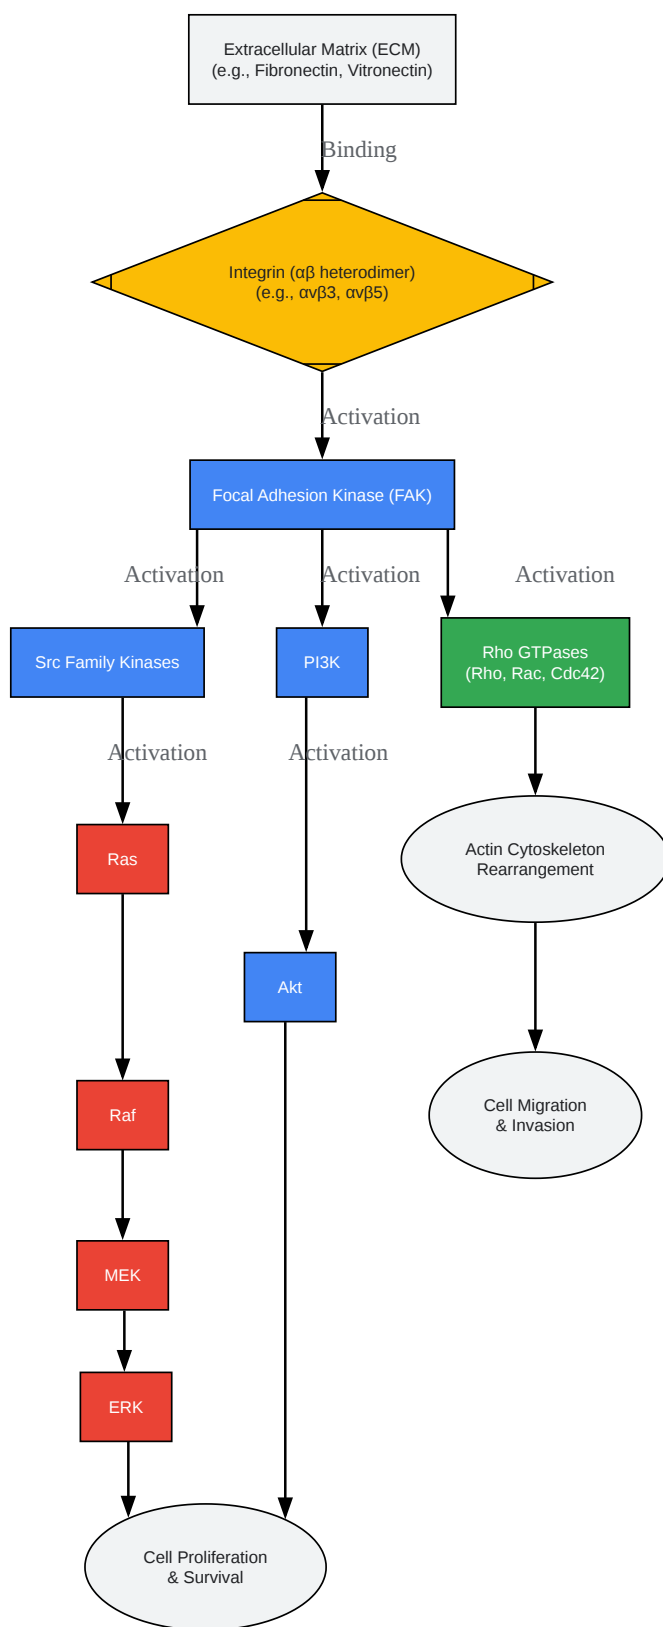 Extracellular Matrix (ECM)
(e.g., Fibronectin, Vitronectin)
Binding
Integrin (αβ heterodimer)
(e.g., αvβ3, αvβ5)
Activation
Focal Adhesion Kinase (FAK)
Activation
Activation
Activation
Src Family Kinases
PI3K
Rho GTPases
(Rho, Rac, Cdc42)
Activation
Activation
Ras
Actin Cytoskeleton
Rearrangement
Akt
Raf
Cell Migration
& Invasion
MEK
ERK
Cell Proliferation
& Survival